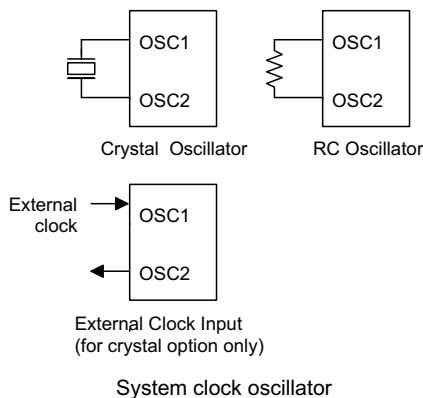 OSC1
OSC2
Crystal Oscillator
OSC1
OSC2
RC Oscillator
External
clock
OSC1
OSC2
External Clock Input
(for crystal option only)
System clock oscillator